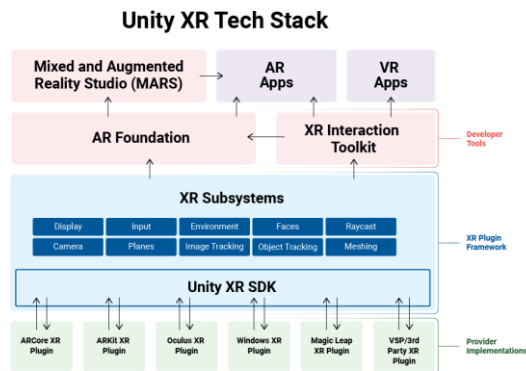 Unity XR Tech Stack
Mixed and Augmented
Reality Studio (MARS)
AR
Apps
VR
Apps
AR Foundation
XR Interaction
Toolkit
Developer
Tools
XR Subsystems
Display
Input
Environment
Faces
Raycast
Camera
Planes
Image Tracking
Object Tracking
Meshing
XR Plugin
Framework
Unity XR SDK
ARCore XR
Plugin
ARKit XR
Plugin
Oculus XR
Plugin
Windows XR
Plugin
Magic Leap
XR Plugin
VSP/3rd
Party XR
Plugin
Provider
Implementations